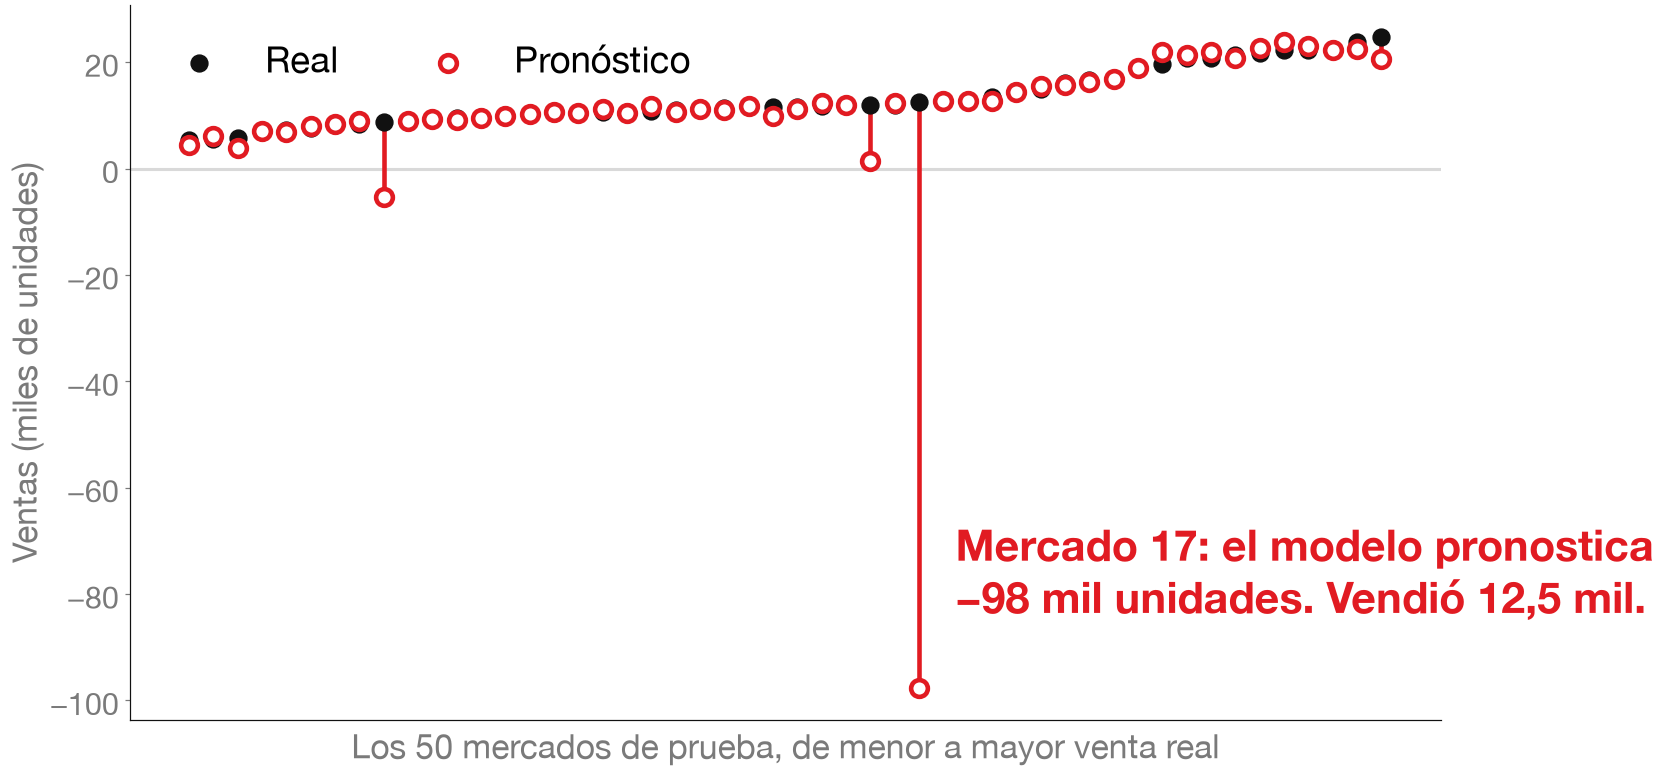 Real
Pronóstico
20
0
−20
−40
−60
−80
−100
Ventas (miles de unidades)
Mercado 17: el modelo pronostica
−98 mil unidades. Vendió 12,5 mil.
Los 50 mercados de prueba, de menor a mayor venta real